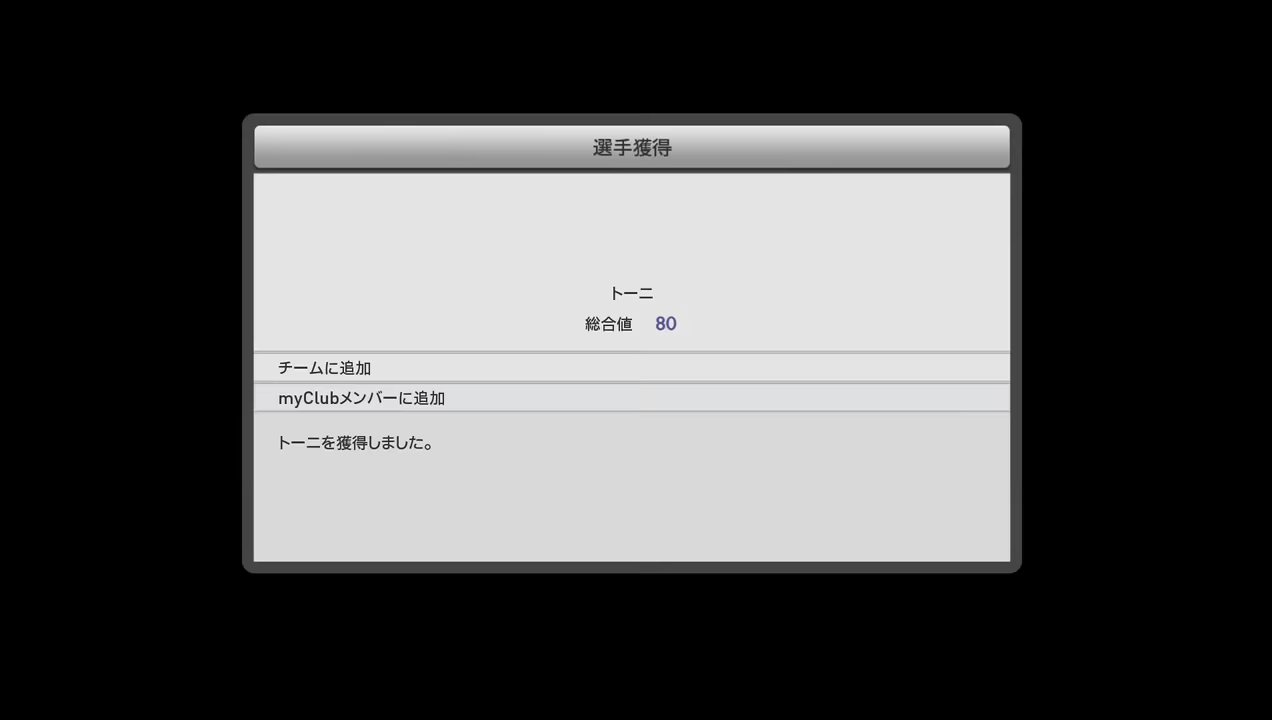 選手獲得
トーニ
総合値 80
チームに追加
myClubメンバーに追加
トーニを獲得しました。